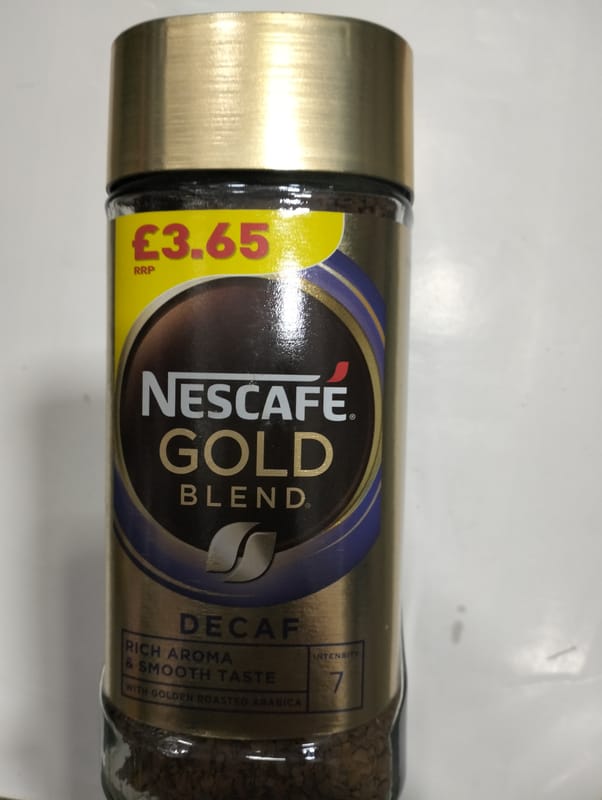 £3.65
RRP
NESCAFÉ®
GOLD
BLEND®
DECAF
RICH AROMA
& SMOOTH TASTE
WITH GOLDEN ROASTED ARABICA
INTENSITY
7